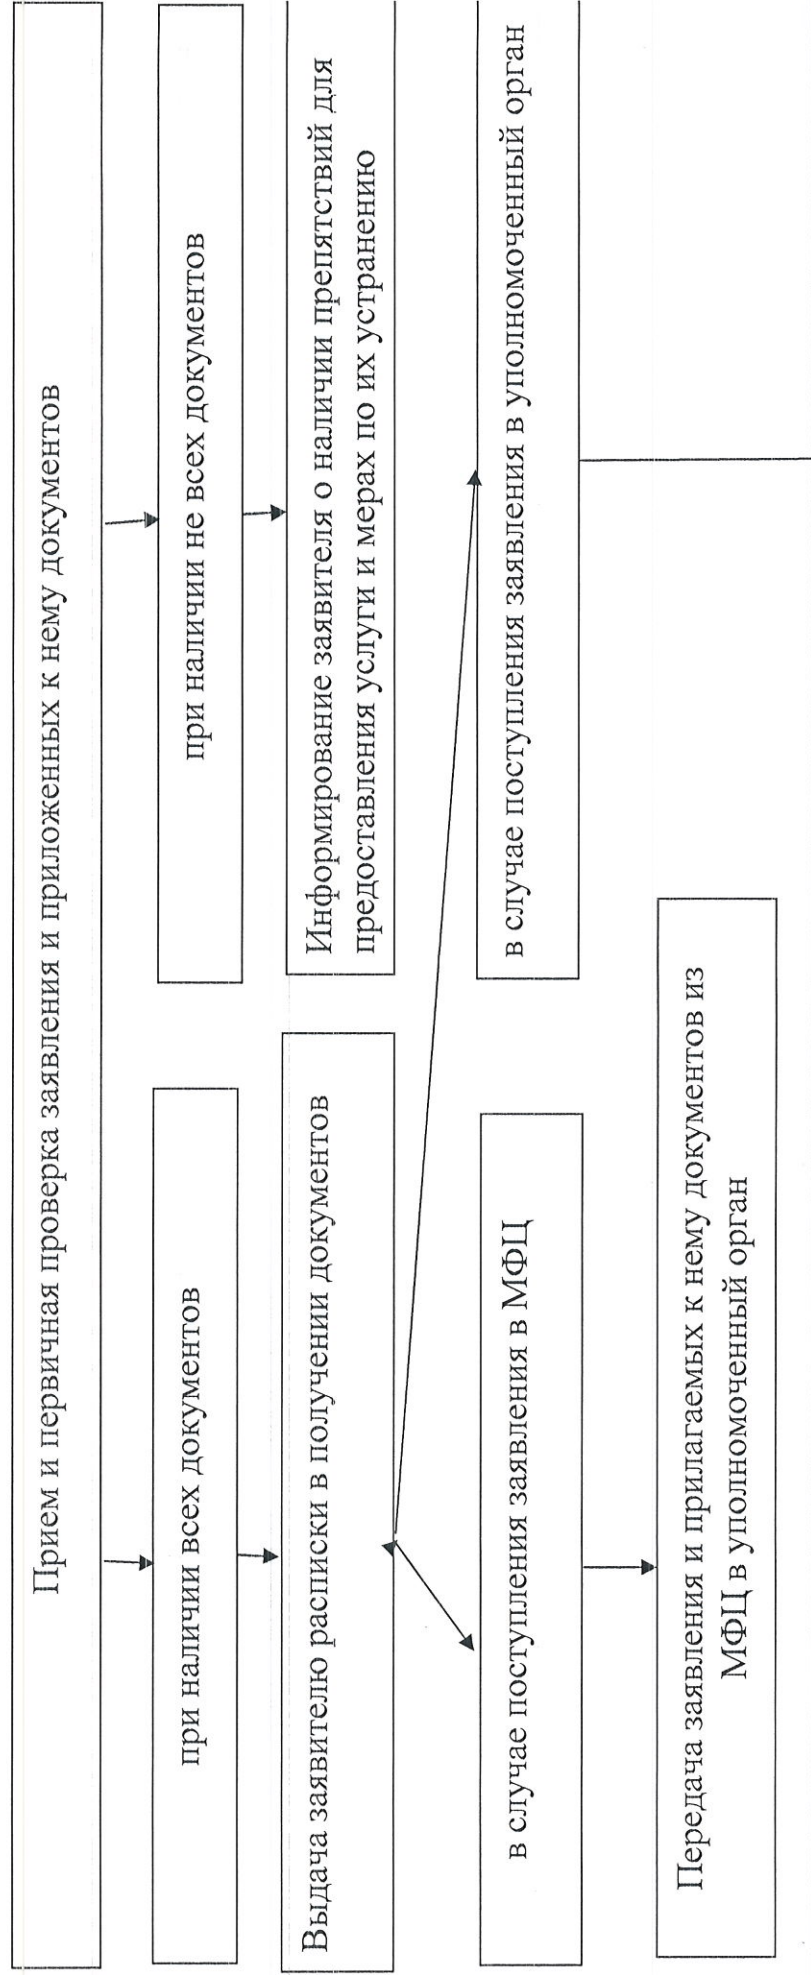 Прием и первичная проверка заявления и приложенных к нему документов
при наличии всех документов
при наличии не всех документов
Выдача заявителю расписки в получении документов
Информирование заявителя о наличии препятствий для
предоставления услуги и мерах по их устранению
в случае поступления заявления в МФЦ
в случае поступления заявления в уполномоченный орган
Передача заявления и прилагаемых к нему документов из
МФЦ в уполномоченный орган